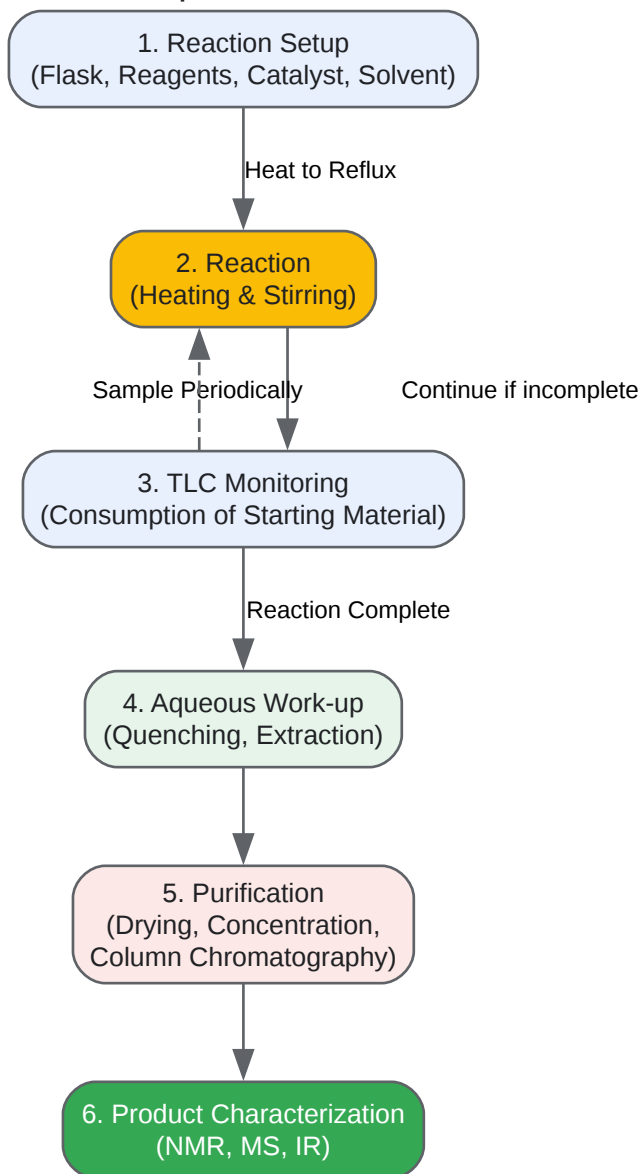 1. Reaction Setup
(Flask, Reagents, Catalyst, Solvent)
Heat to Reflux
2. Reaction
(Heating & Stirring)
Sample Periodically
Continue if incomplete
3. TLC Monitoring
(Consumption of Starting Material)
Reaction Complete
4. Aqueous Work-up
(Quenching, Extraction)
5. Purification
(Drying, Concentration,
Column Chromatography)
6. Product Characterization
(NMR, MS, IR)